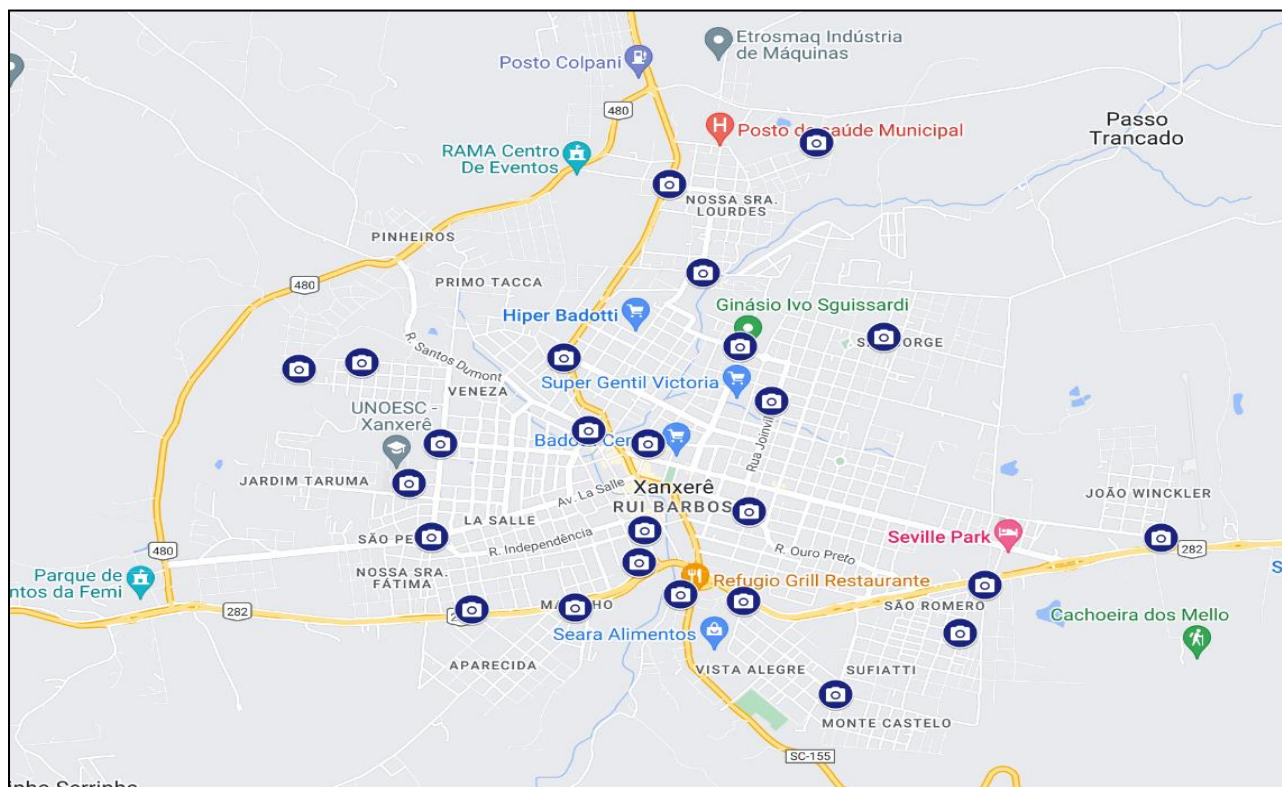 Etrosmaq Indústria
de Máquinas
Posto Colpani
480
Passo
Trancado
Posto de saúde Municipal
RAMA Centro
De Eventos
NOSSA SRA.
LOURDES
PINHEIROS
480
PRIMO TACCA
Hiper Badotti
Ginásio Ivo Sguissardi
R. Santos Dumont
VENEZA
Super Gentil Victoria
UNOESC -
Xanxerê
Rua Joinvil
JARDIM TARUMA
Av. La Salle
Xanxerê
RUI BARBOS
JOÃO WINCKLER
LA SALLE
R. Independência
SÃO PE
Seville Park
R. Ouro Preto
480
282
NOSSA SRA.
FÁTIMA
Parque de
ntos da Femi
Refugio Grill Restaurante
282
SÃO ROMERO
Seara Alimentos
Cachoeira dos Mello
APARECIDA
VISTA ALEGRE
SUFIATTI
MONTE CASTELO
SC-155